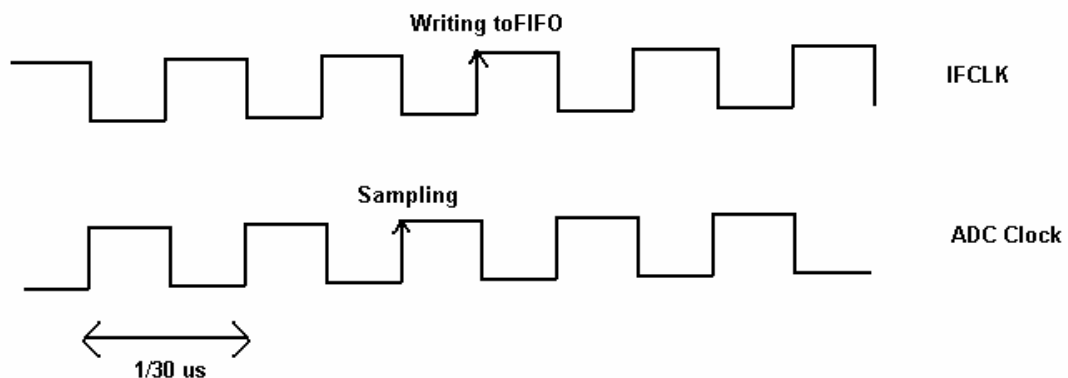 Writing toFIFO
IFCLK
Sampling
ADC Clock
1/30 us